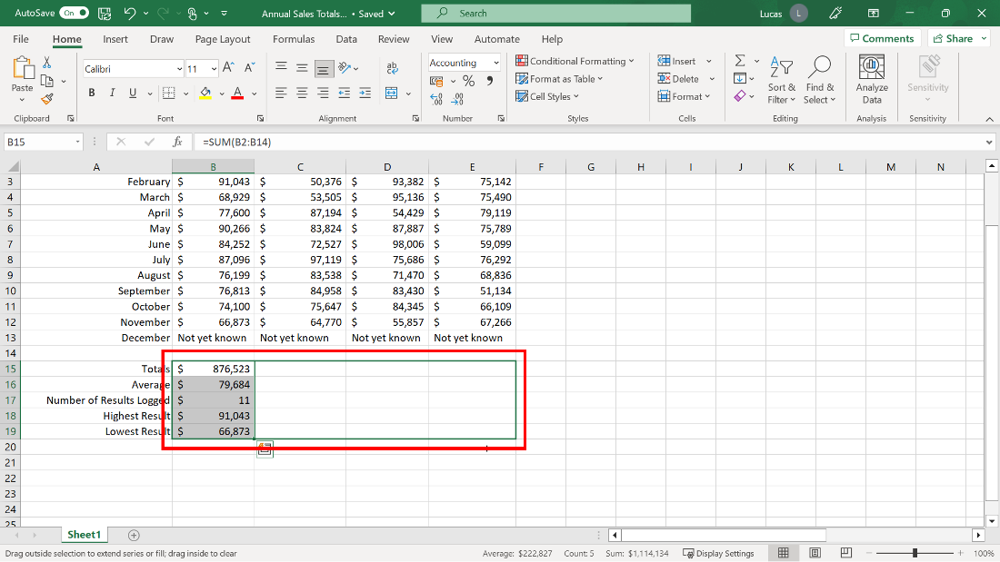 AutoSave On Annual Sales Totals... • Saved Search Lucas L
File Home Insert Draw Page Layout Formulas Data Review View Automate Help Comments Share
Paste
Clipboard
Calibri 11
B I U A
Font
ab
Alignment
Accounting
$ % 9
Number
Conditional Formatting
Format as Table
Cell Styles
Styles
Insert
Delete
Format
Cells
Sort & Filter
Find & Select
Editing
Analyze Data
Analysis
Sensitivity
Sensitivity
B15 fx =SUM(B2:B14)
A B C D E F G H I J K L M N
3 February $ 91,043 $ 50,376 $ 93,382 $ 75,142
4 March $ 68,929 $ 53,505 $ 95,136 $ 75,490
5 April $ 77,600 $ 87,194 $ 54,429 $ 79,119
6 May $ 90,266 $ 83,824 $ 87,887 $ 75,789
7 June $ 84,252 $ 72,527 $ 98,006 $ 59,099
8 July $ 87,096 $ 97,119 $ 75,686 $ 76,292
9 August $ 76,199 $ 83,538 $ 71,470 $ 68,836
10 September $ 76,813 $ 84,958 $ 83,430 $ 51,134
11 October $ 74,100 $ 75,647 $ 84,345 $ 66,109
12 November $ 66,873 $ 64,770 $ 55,857 $ 67,266
13 December Not yet known Not yet known Not yet known Not yet known
14
15 Totals $ 876,523
16 Average $ 79,684
17 Number of Results Logged $ 11
18 Highest Result $ 91,043
19 Lowest Result $ 66,873
20
21
22
23
24
25
Sheet1
Drag outside selection to extend series or fill; drag inside to clear Average: $222,827 Count: 5 Sum: $1,114,134 Display Settings 100%